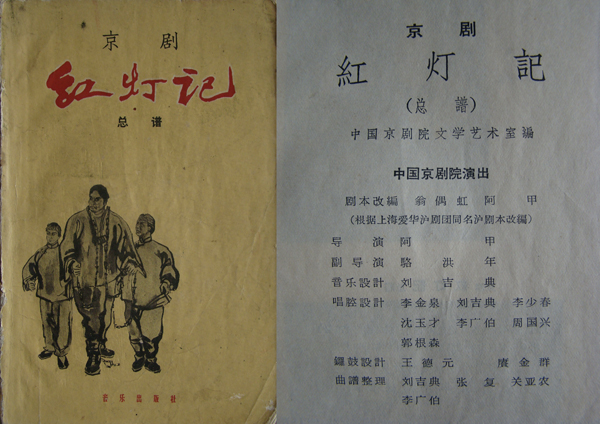 京 剧
红灯记
总 谱
音乐出版社
京 剧
紅 灯 記
(总 譜)
中国京剧院文学艺术室編
中国京剧院演出
剧本改編 翁偶虹 阿 甲
(根据上海爱华沪剧团同名沪剧本改編)
导 演 阿 甲
副 导 演 駱 洪 年
音乐設計 刘 吉 典
唱腔設計 李金泉 刘吉典 李少春
沈玉才 李广伯 周国兴
郭根森
鑼鼓設計 王 德 元 赓 金 群
曲譜整理 刘吉典 张 复 关亚农
李广伯